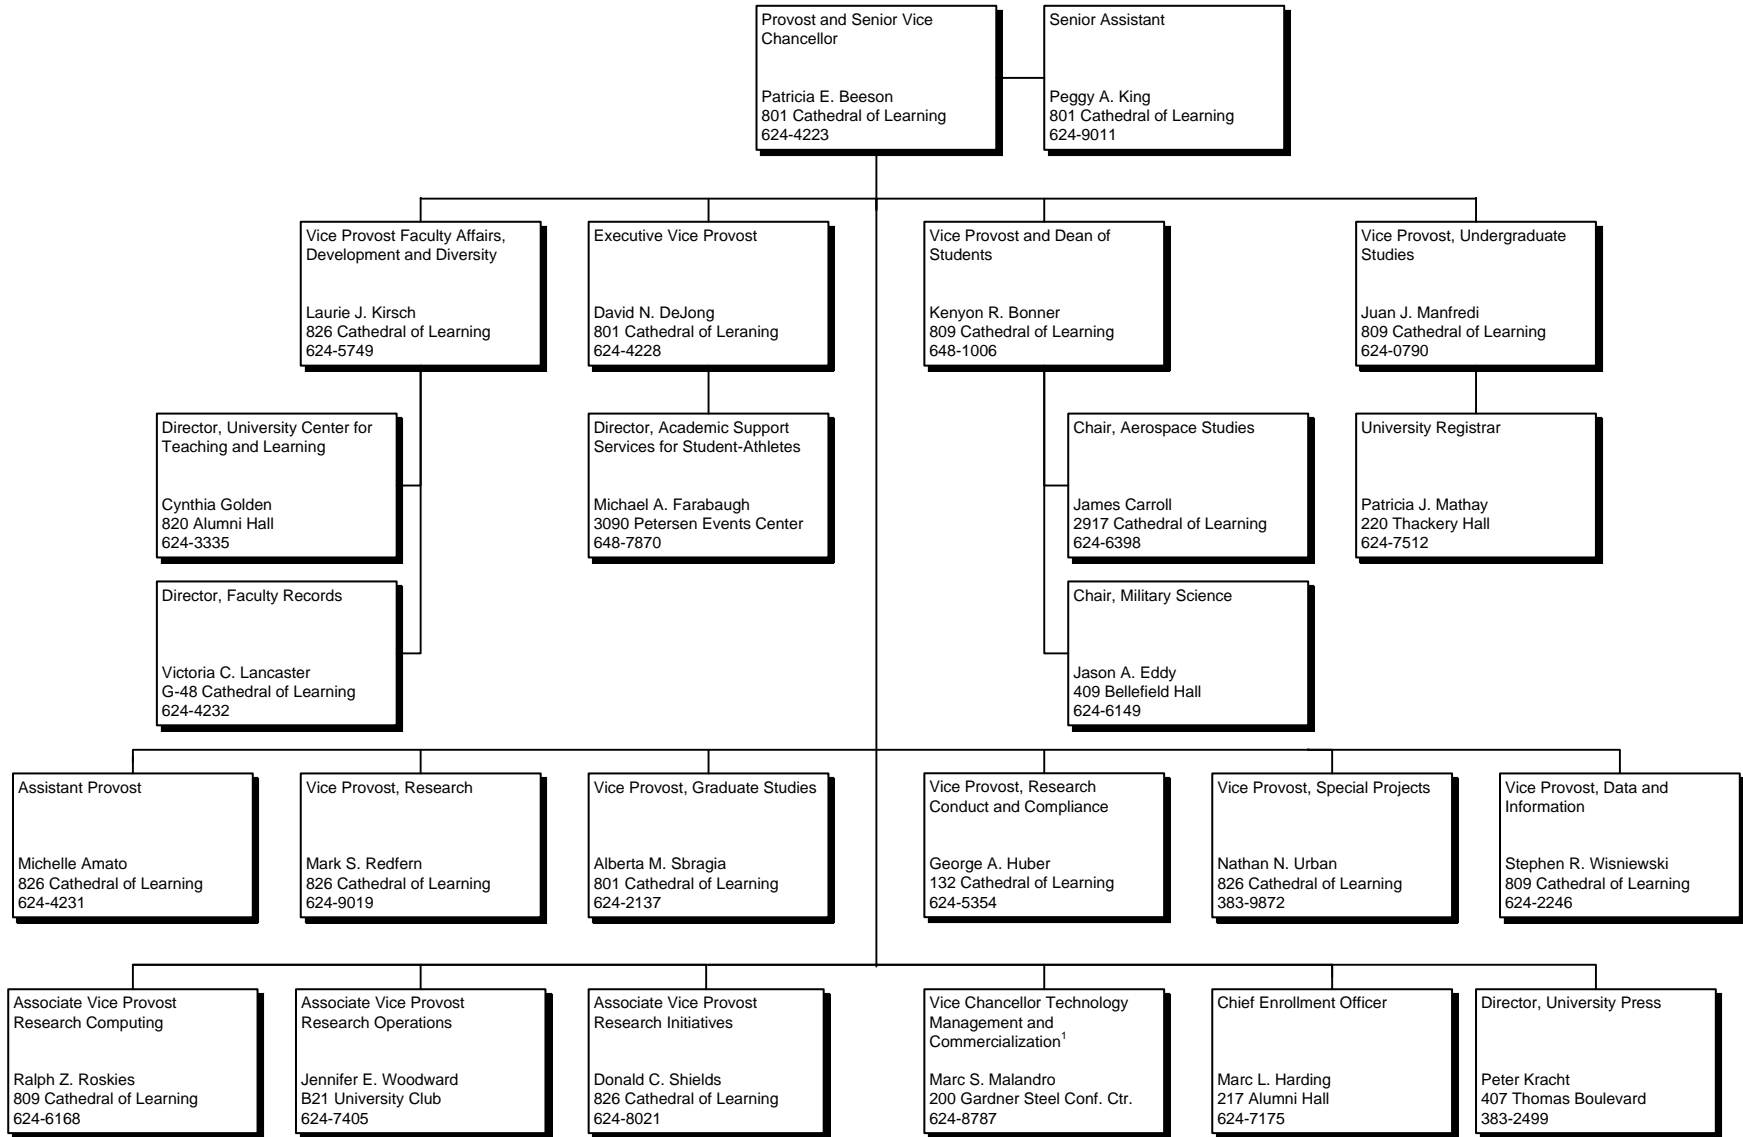 Provost and Senior Vice
Chancellor
Patricia E. Beeson
801 Cathedral of Learning
624-4223
Senior Assistant
Peggy A. King
801 Cathedral of Learning
624-9011
Vice Provost Faculty Affairs,
Development and Diversity
Laurie J. Kirsch
826 Cathedral of Learning
624-5749
Executive Vice Provost
David N. DeJong
801 Cathedral of Leraning
624-4228
Vice Provost and Dean of
Students
Kenyon R. Bonner
809 Cathedral of Learning
648-1006
Vice Provost, Undergraduate
Studies
Juan J. Manfredi
809 Cathedral of Learning
624-0790
Director, University Center for
Teaching and Learning
Cynthia Golden
820 Alumni Hall
624-3335
Director, Academic Support
Services for Student-Athletes
Michael A. Farabaugh
3090 Petersen Events Center
648-7870
Chair, Aerospace Studies
James Carroll
2917 Cathedral of Learning
624-6398
University Registrar
Patricia J. Mathay
220 Thackery Hall
624-7512
Director, Faculty Records
Victoria C. Lancaster
G-48 Cathedral of Learning
624-4232
Chair, Military Science
Jason A. Eddy
409 Bellefield Hall
624-6149
Assistant Provost
Michelle Amato
826 Cathedral of Learning
624-4231
Vice Provost, Research
Mark S. Redfern
826 Cathedral of Learning
624-9019
Vice Provost, Graduate Studies
Alberta M. Sbragia
801 Cathedral of Learning
624-2137
Vice Provost, Research
Conduct and Compliance
George A. Huber
132 Cathedral of Learning
624-5354
Vice Provost, Special Projects
Nathan N. Urban
826 Cathedral of Learning
383-9872
Vice Provost, Data and
Information
Stephen R. Wisniewski
809 Cathedral of Learning
624-2246
Associate Vice Provost
Research Computing
Ralph Z. Roskies
809 Cathedral of Learning
624-6168
Associate Vice Provost
Research Operations
Jennifer E. Woodward
B21 University Club
624-7405
Associate Vice Provost
Research Initiatives
Donald C. Shields
826 Cathedral of Learning
624-8021
Vice Chancellor Technology
Management and
Commercialization¹
Marc S. Malandro
200 Gardner Steel Conf. Ctr.
624-8787
Chief Enrollment Officer
Marc L. Harding
217 Alumni Hall
624-7175
Director, University Press
Peter Kracht
407 Thomas Boulevard
383-2499